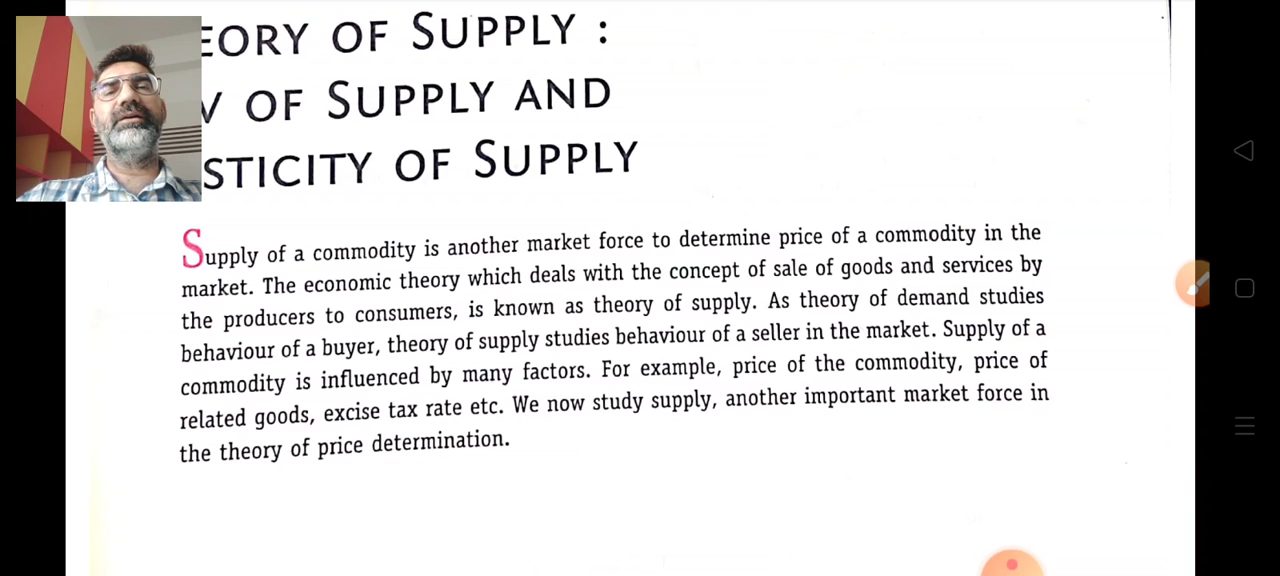 EORY OF SUPPLY :
OF SUPPLY AND
STICITY OF SUPPLY
Supply of a commodity is another market force to determine price of a commodity in the
market. The economic theory which deals with the concept of sale of goods and services by
the producers to consumers, is known as theory of supply. As theory of demand studies
behaviour of a buyer, theory of supply studies behaviour of a seller in the market. Supply of a
commodity is influenced by many factors. For example, price of the commodity, price of
related goods, excise tax rate etc. We now study supply, another important market force in
the theory of price determination.